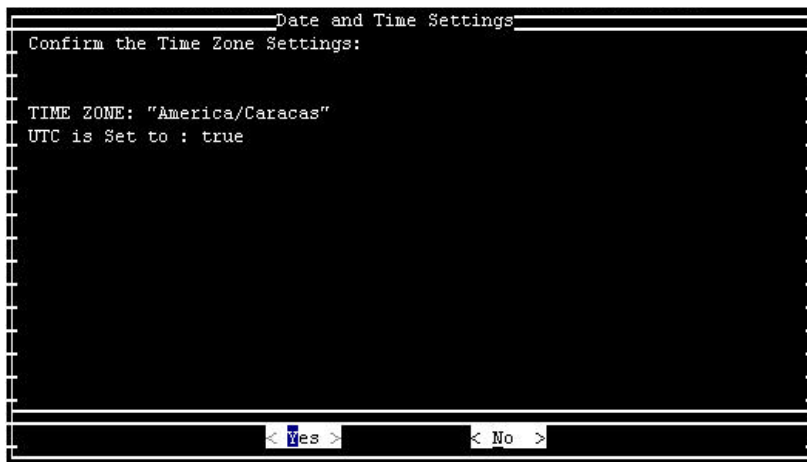 Date and Time Settings
Confirm the Time Zone Settings:
TIME ZONE: "America/Caracas"
UTC is Set to : true
< Yes > < No >